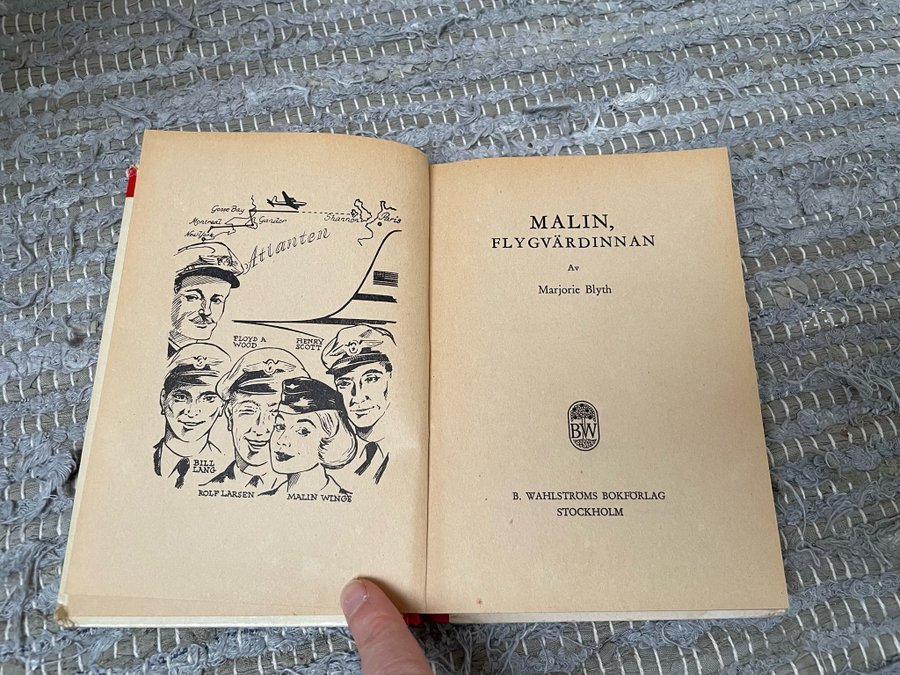 Goose Bay
Montreal
Gander
New York
Shannon
Paris
Atlanten
FLOYD A
WOOD
HENRY
SCOTT
BILL
LANG
ROLF LARSEN
MALIN WINGE
MALIN,
FLYGVÄRDINNAN
Av
Marjorie Blyth
BW
B. WAHLSTRÖMS BOKFÖRLAG
STOCKHOLM